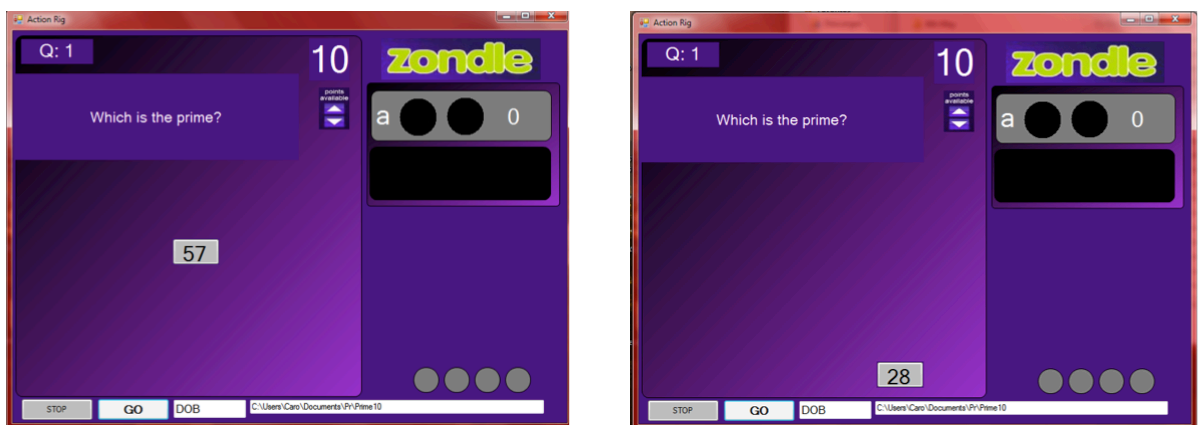 Action Rig
Q: 1
10
zondle
points
available
a 0
Which is the prime?
57
STOP GO DOB C:\Users\Caro\Documents\Pr\Prime10
Action Rig
Q: 1
10
zondle
points
available
a 0
Which is the prime?
28
STOP GO DOB C:\Users\Caro\Documents\Pr\Prime10